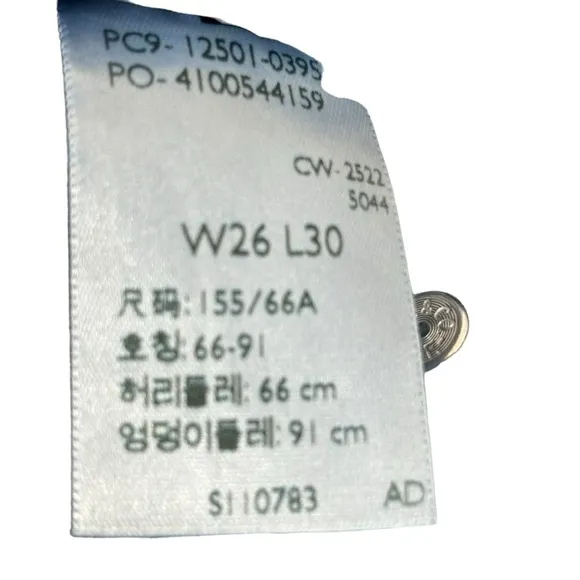 PC9- 12501-0395
PO- 4100544159
CW- 2522
5044
W26 L30
尺码: 155/66A
호칭: 66-91
허리둘레: 66 cm
엉덩이둘레: 91 cm
S110783 AD